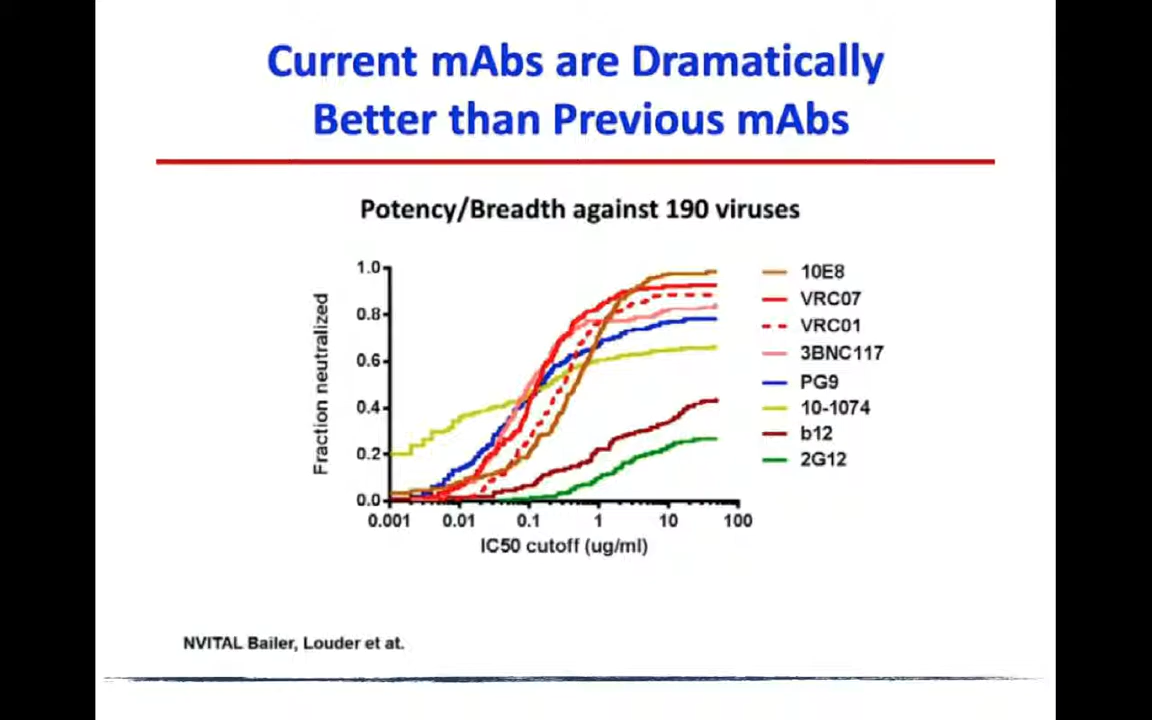 Current mAbs are Dramatically
Better than Previous mAbs
Potency/Breadth against 190 viruses
Fraction neutralized
1.0
0.8
0.6
0.4
0.2
0.0
0.001 0.01 0.1 1 10 100
IC50 cutoff (ug/ml)
10E8
VRC07
VRC01
3BNC117
PG9
10-1074
b12
2G12
NVITAL Bailer, Louder et at.